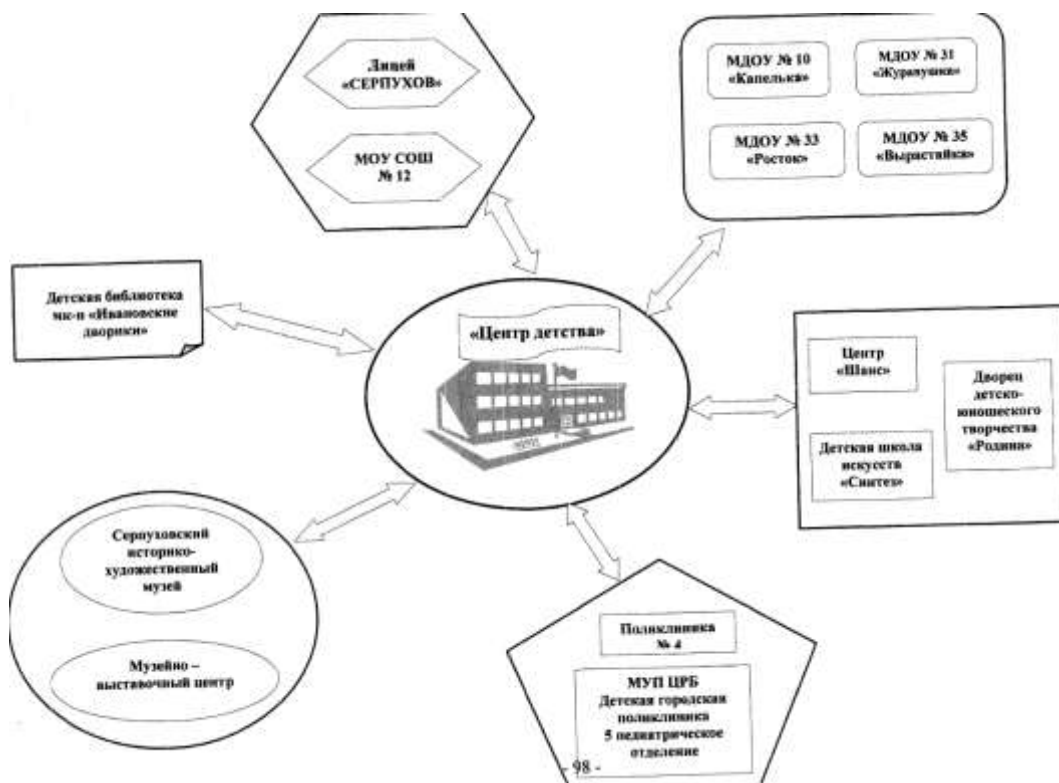 Лицей
«СЕРПУХОВ»
МОУ СОШ
№ 12
МДОУ № 10
«Капелька»
МДОУ № 31
«Журавушка»
МДОУ № 33
«Росток»
МДОУ № 35
«Вырастайка»
Детская библиотека
мк-н «Ивановские
дворики»
«Центр детства»
Центр
«Шанс»
Дворец
детско-
юношеского
творчества
«Родина»
Детская школа
искусств
«Синтез»
Серпуховский
историко-
художественный
музей
Музейно –
выставочный центр
Поликлиника
№ 4
МУП ЦРБ
Детская городская
поликлиника
5 педиатрическое
отделение
- 98 -